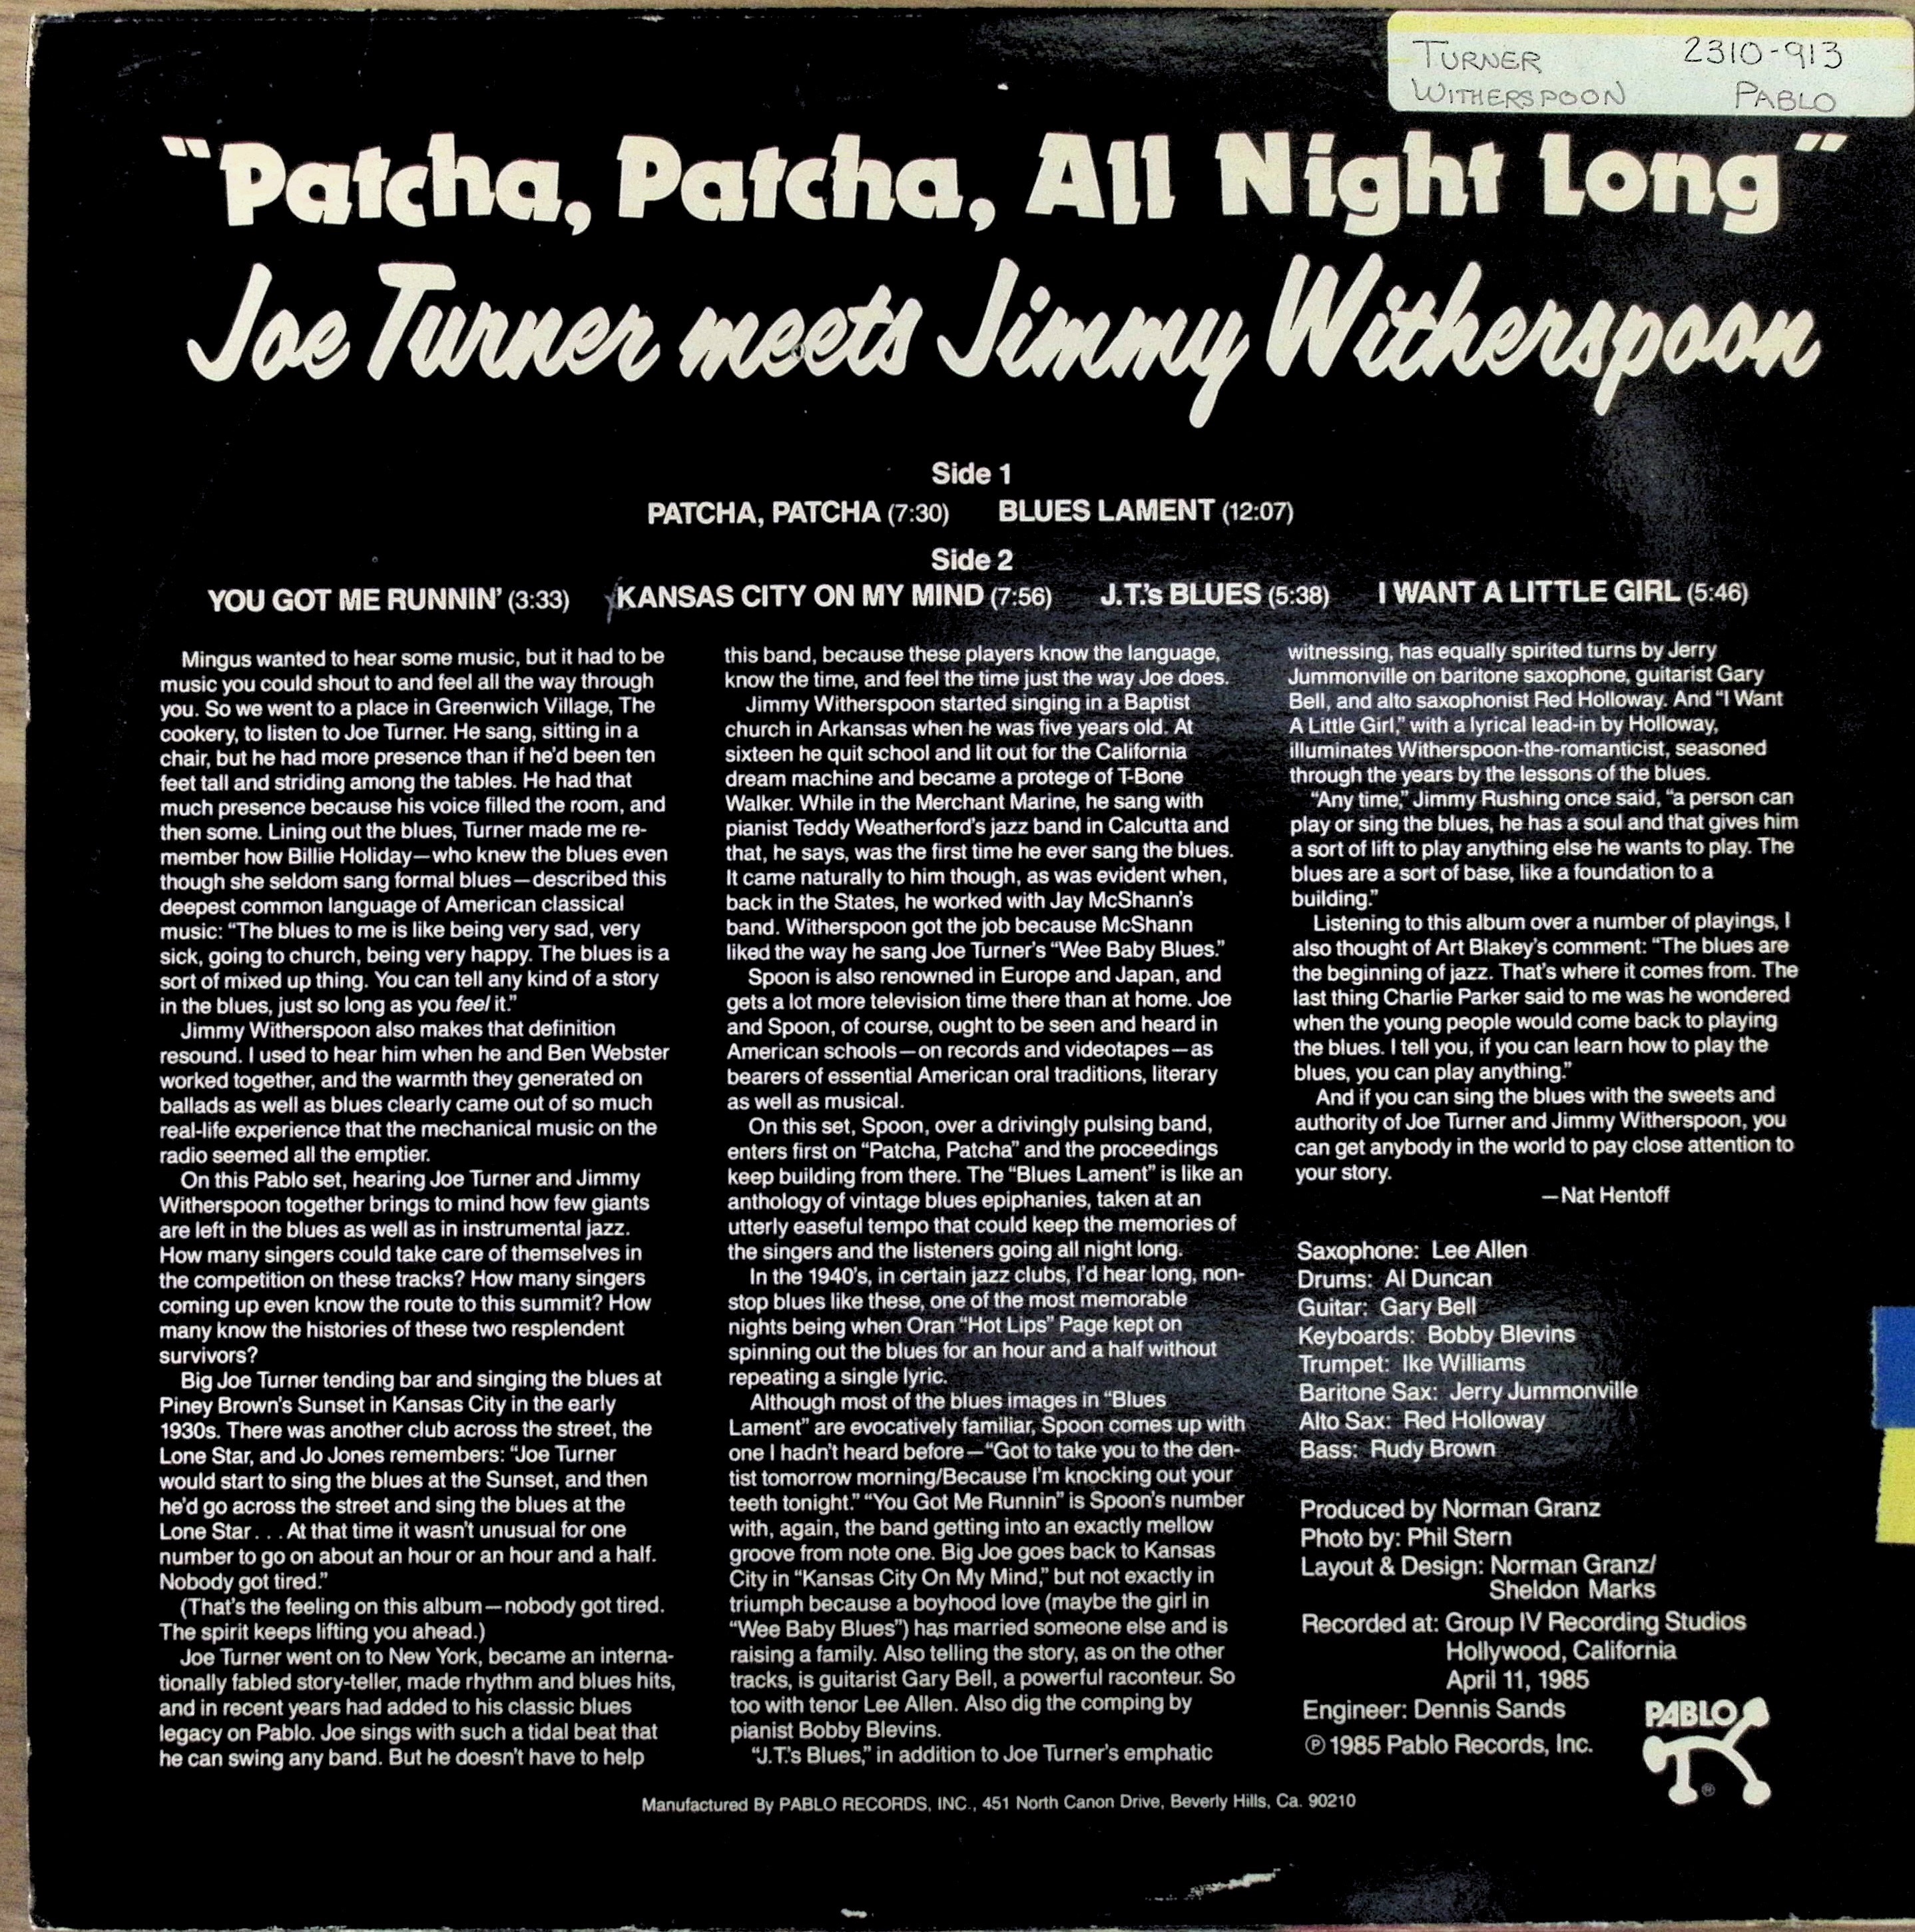 TURNER 2310-913
WITHERSPOON PABLO
"Patcha, Patcha, All Night Long"
Joe Turner meets Jimmy Witherspoon
Side 1
PATCHA, PATCHA (7:30) BLUES LAMENT (12:07)
Side 2
YOU GOT ME RUNNIN' (3:33) KANSAS CITY ON MY MIND (7:56) J.T.'s BLUES (5:38) I WANT A LITTLE GIRL (5:46)
Mingus wanted to hear some music, but it had to be
music you could shout to and feel all the way through
you. So we went to a place in Greenwich Village, The
cookery, to listen to Joe Turner. He sang, sitting in a
chair, but he had more presence than if he'd been ten
feet tall and striding among the tables. He had that
much presence because his voice filled the room, and
then some. Lining out the blues, Turner made me re-
member how Billie Holiday—who knew the blues even
though she seldom sang formal blues—described this
deepest common language of American classical
music: "The blues to me is like being very sad, very
sick, going to church, being very happy. The blues is a
sort of mixed up thing. You can tell any kind of a story
in the blues, just so long as you feel it."
Jimmy Witherspoon also makes that definition
resound. I used to hear him when he and Ben Webster
worked together, and the warmth they generated on
ballads as well as blues clearly came out of so much
real-life experience that the mechanical music on the
radio seemed all the emptier.
On this Pablo set, hearing Joe Turner and Jimmy
Witherspoon together brings to mind how few giants
are left in the blues as well as in instrumental jazz.
How many singers could take care of themselves in
the competition on these tracks? How many singers
coming up even know the route to this summit? How
many know the histories of these two resplendent
survivors?
Big Joe Turner tending bar and singing the blues at
Piney Brown's Sunset in Kansas City in the early
1930s. There was another club across the street, the
Lone Star, and Jo Jones remembers: "Joe Turner
would start to sing the blues at the Sunset, and then
he'd go across the street and sing the blues at the
Lone Star . . . At that time it wasn't unusual for one
number to go on about an hour or an hour and a half.
Nobody got tired."
(That's the feeling on this album—nobody got tired.
The spirit keeps lifting you ahead.)
Joe Turner went on to New York, became an interna-
tionally fabled story-teller, made rhythm and blues hits,
and in recent years had added to his classic blues
legacy on Pablo. Joe sings with such a tidal beat that
he can swing any band. But he doesn't have to help
this band, because these players know the language,
know the time, and feel the time just the way Joe does.
Jimmy Witherspoon started singing in a Baptist
church in Arkansas when he was five years old. At
sixteen he quit school and lit out for the California
dream machine and became a protege of T-Bone
Walker. While in the Merchant Marine, he sang with
pianist Teddy Weatherford's jazz band in Calcutta and
that, he says, was the first time he ever sang the blues.
It came naturally to him though, as was evident when,
back in the States, he worked with Jay McShann's
band. Witherspoon got the job because McShann
liked the way he sang Joe Turner's "Wee Baby Blues."
Spoon is also renowned in Europe and Japan, and
gets a lot more television time there than at home. Joe
and Spoon, of course, ought to be seen and heard in
American schools—on records and videotapes—as
bearers of essential American oral traditions, literary
as well as musical.
On this set, Spoon, over a drivingly pulsing band,
enters first on "Patcha, Patcha" and the proceedings
keep building from there. The "Blues Lament" is like an
anthology of vintage blues epiphanies, taken at an
utterly easeful tempo that could keep the memories of
the singers and the listeners going all night long.
In the 1940's, in certain jazz clubs, I'd hear long, non-
stop blues like these, one of the most memorable
nights being when Oran "Hot Lips" Page kept on
spinning out the blues for an hour and a half without
repeating a single lyric.
Although most of the blues images in "Blues
Lament" are evocatively familiar, Spoon comes up with
one I hadn't heard before—"Got to take you to the den-
tist tomorrow morning/Because I'm knocking out your
teeth tonight." "You Got Me Runnin" is Spoon's number
with, again, the band getting into an exactly mellow
groove from note one. Big Joe goes back to Kansas
City in "Kansas City On My Mind," but not exactly in
triumph because a boyhood love (maybe the girl in
"Wee Baby Blues") has married someone else and is
raising a family. Also telling the story, as on the other
tracks, is guitarist Gary Bell, a powerful raconteur. So
too with tenor Lee Allen. Also dig the comping by
pianist Bobby Blevins.
"J.T.'s Blues," in addition to Joe Turner's emphatic
witnessing, has equally spirited turns by Jerry
Jummonville on baritone saxophone, guitarist Gary
Bell, and alto saxophonist Red Holloway. And "I Want
A Little Girl," with a lyrical lead-in by Holloway,
illuminates Witherspoon-the-romanticist, seasoned
through the years by the lessons of the blues.
"Any time," Jimmy Rushing once said, "a person can
play or sing the blues, he has a soul and that gives him
a sort of lift to play anything else he wants to play. The
blues are a sort of base, like a foundation to a
building."
Listening to this album over a number of playings, I
also thought of Art Blakey's comment: "The blues are
the beginning of jazz. That's where it comes from. The
last thing Charlie Parker said to me was he wondered
when the young people would come back to playing
the blues. I tell you, if you can learn how to play the
blues, you can play anything."
And if you can sing the blues with the sweets and
authority of Joe Turner and Jimmy Witherspoon, you
can get anybody in the world to pay close attention to
your story.
—Nat Hentoff
Saxophone: Lee Allen
Drums: Al Duncan
Guitar: Gary Bell
Keyboards: Bobby Blevins
Trumpet: Ike Williams
Baritone Sax: Jerry Jummonville
Alto Sax: Red Holloway
Bass: Rudy Brown
Produced by Norman Granz
Photo by: Phil Stern
Layout & Design: Norman Granz/
Sheldon Marks
Recorded at: Group IV Recording Studios
Hollywood, California
April 11, 1985
Engineer: Dennis Sands
℗ 1985 Pablo Records, Inc.
PABLO
®
Manufactured By PABLO RECORDS, INC., 451 North Canon Drive, Beverly Hills, Ca. 90210